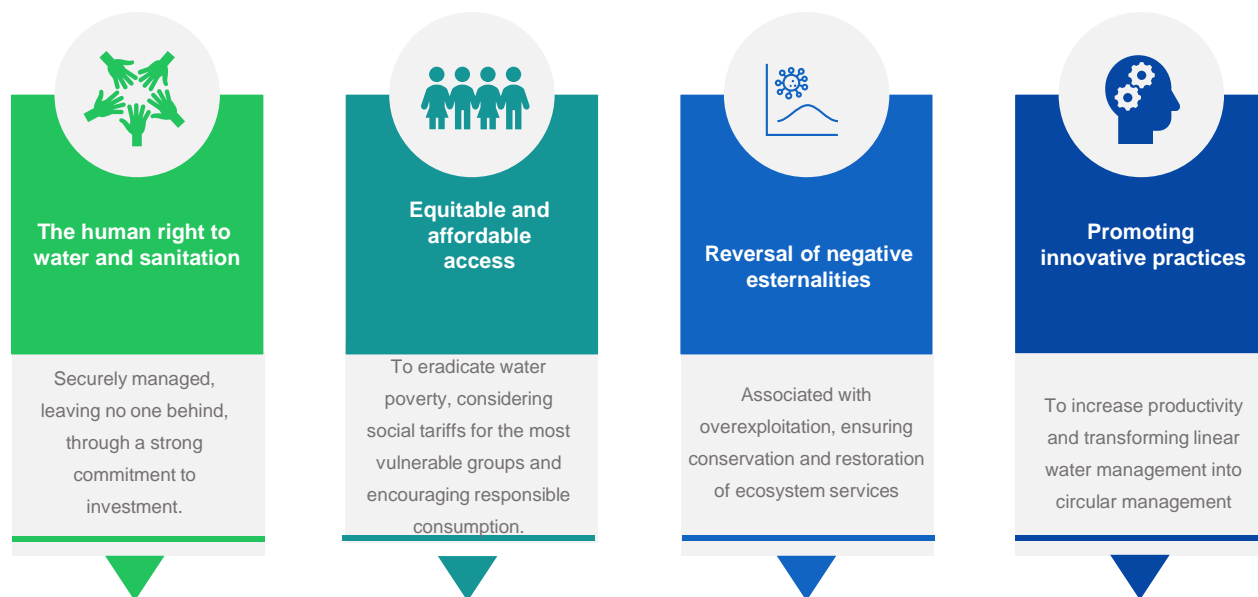 The human right to
water and sanitation
Securely managed,
leaving no one behind,
through a strong
commitment to
investment.
Equitable and
affordable
access
To eradicate water
poverty, considering
social tariffs for the most
vulnerable groups and
encouraging responsible
consumption.
Reversal of negative
esternalities
Associated with
overexploitation, ensuring
conservation and restoration
of ecosystem services
Promoting
innovative practices
To increase productivity
and transforming linear
water management into
circular management